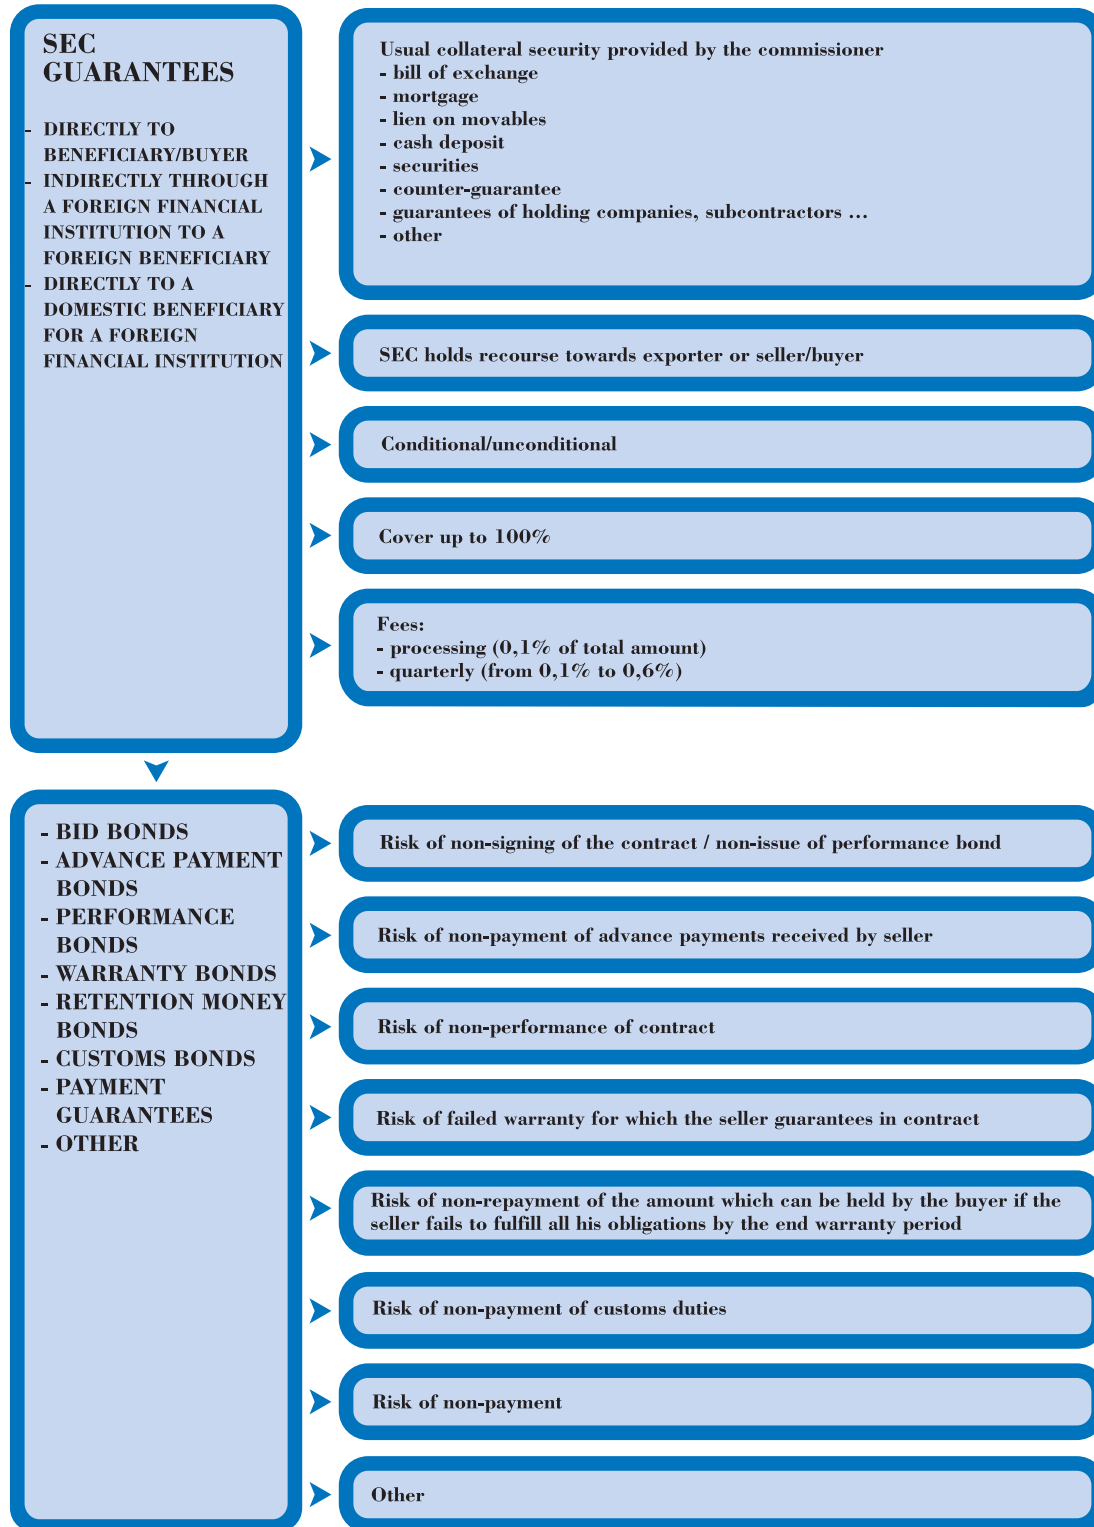 SEC
GUARANTEES
- DIRECTLY TO
BENEFICIARY/BUYER
- INDIRECTLY THROUGH
A FOREIGN FINANCIAL
INSTITUTION TO A
FOREIGN BENEFICIARY
- DIRECTLY TO A
DOMESTIC BENEFICIARY
FOR A FOREIGN
FINANCIAL INSTITUTION
Usual collateral security provided by the commissioner
- bill of exchange
- mortgage
- lien on movables
- cash deposit
- securities
- counter-guarantee
- guarantees of holding companies, subcontractors ...
- other
SEC holds recourse towards exporter or seller/buyer
Conditional/unconditional
Cover up to 100%
Fees:
- processing (0,1% of total amount)
- quarterly (from 0,1% to 0,6%)
- BID BONDS
- ADVANCE PAYMENT
BONDS
- PERFORMANCE
BONDS
- WARRANTY BONDS
- RETENTION MONEY
BONDS
- CUSTOMS BONDS
- PAYMENT
GUARANTEES
- OTHER
Risk of non-signing of the contract / non-issue of performance bond
Risk of non-payment of advance payments received by seller
Risk of non-performance of contract
Risk of failed warranty for which the seller guarantees in contract
Risk of non-repayment of the amount which can be held by the buyer if the
seller fails to fulfill all his obligations by the end warranty period
Risk of non-payment of customs duties
Risk of non-payment
Other